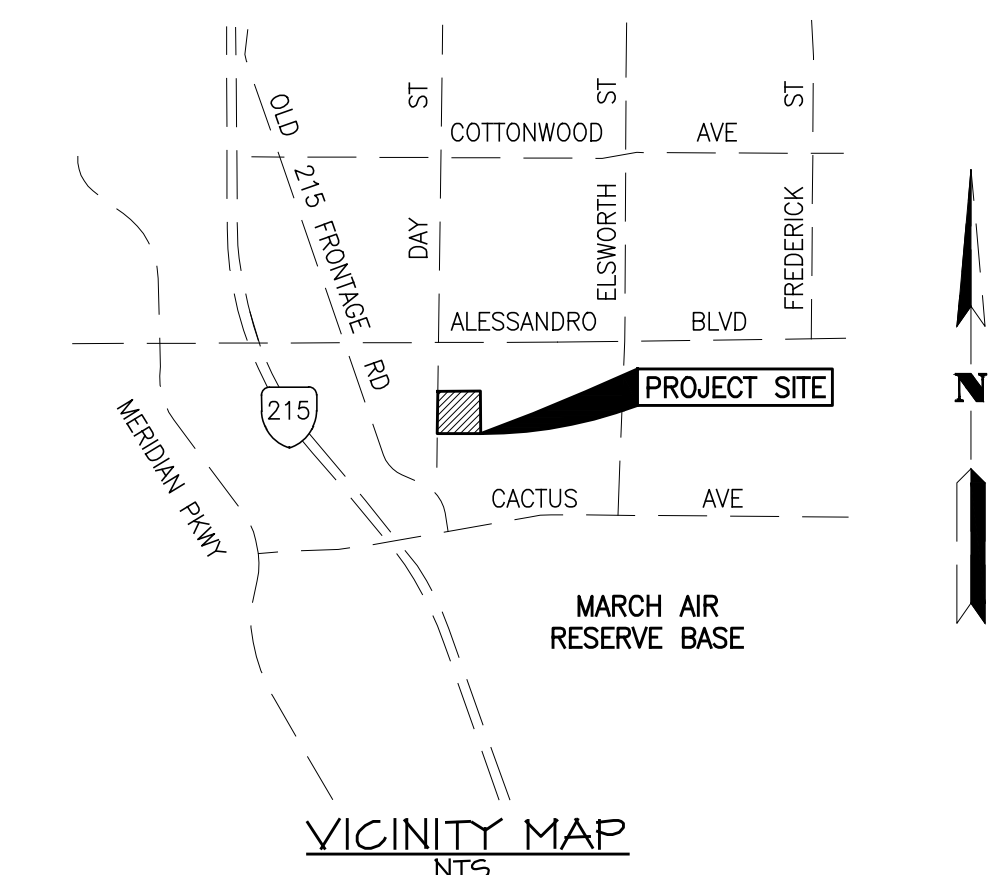 ST
ST
ST
OLD 215 FRONTAGE RD
COTTONWOOD AVE
DAY
ELSWORTH
FREDERICK
ALESSANDRO BLVD
PROJECT SITE
N
215
MERIDIAN PKWY
CACTUS AVE
MARCH AIR
RESERVE BASE
VICINITY MAP
NTS